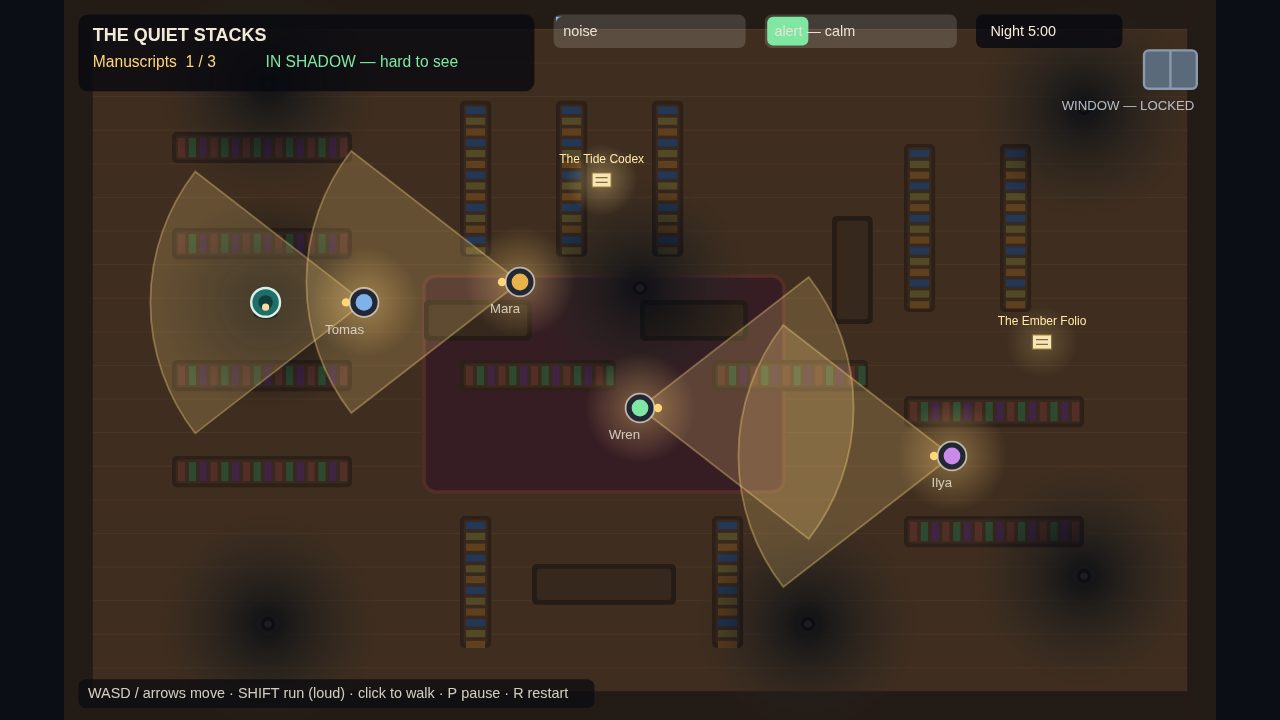 THE QUIET STACKS
Manuscripts 1 / 3
IN SHADOW — hard to see
noise
alert — calm
Night 5:00
WINDOW — LOCKED
The Tide Codex
Mara
Tomas
The Ember Folio
Wren
Ilya
WASD / arrows move · SHIFT run (loud) · click to walk · P pause · R restart